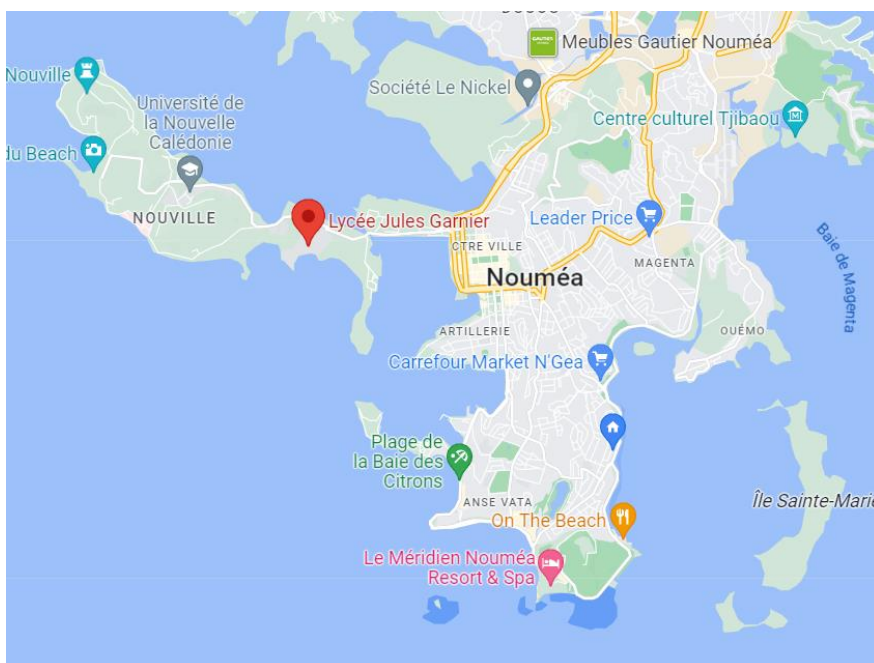 Meubles Gautier Nouméa
GAUTIER
Nouville
Société Le Nickel
Université de
la Nouvelle
Calédonie
Centre culturel Tjibaou
du Beach
NOUVILLE
Lycée Jules Garnier
Leader Price
CTRE VILLE
MAGENTA
Baie de
Magenta
Nouméa
ARTILLERIE
OUÉMO
Carrefour Market N'Gea
Plage de
la Baie des
Citrons
ANSE VATA
On The Beach
Île Sainte-Marie
Le Méridien Nouméa
Resort & Spa